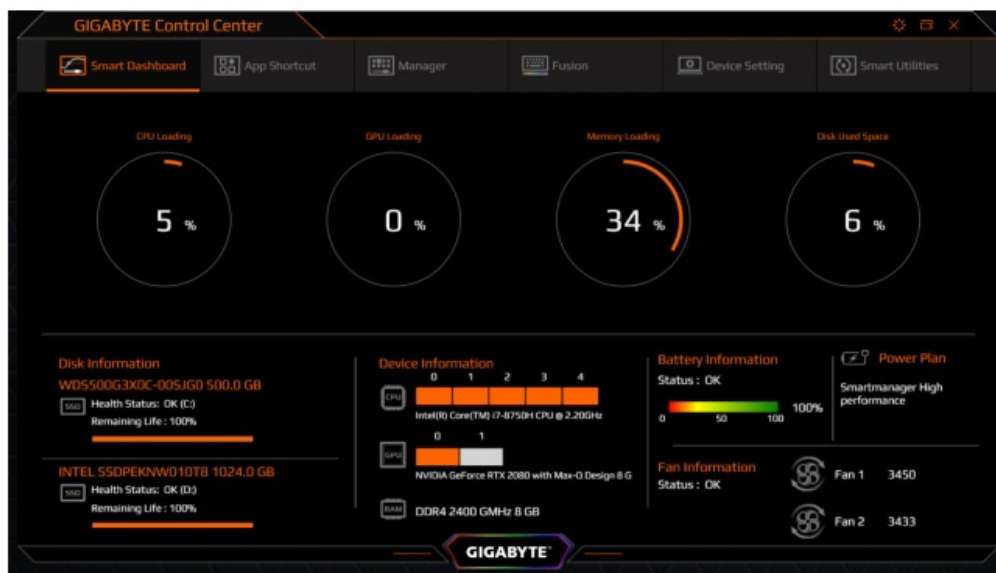 GIGABYTE Control Center
Smart Dashboard App Shortcut Manager Fusion Device Setting Smart Utilities
CPU Loading GPU Loading Memory Loading Disk Used Space
5 % 0 % 34 % 6 %
Disk Information
WDS500G3X0C-00SJG0 500.0 GB
SSD
Health Status: OK (C:)
Remaining Life : 100%
INTEL SSDPEKNW010T8 1024.0 GB
SSD
Health Status: OK (D:)
Remaining Life : 100%
Device Information
0 1 2 3 4
CPU
Intel(R) Core(TM) i7-8750H CPU @ 2.20GHz
0 1
GPU
NVIDIA GeForce RTX 2080 with Max-Q Design 8 G
RAM
DDR4 2400 GMHz 8 GB
Battery Information
Status : OK
100%
0 50 100
Power Plan
Smartmanager High
performance
Fan Information
Status : OK
Fan 1 3450
Fan 2 3433
GIGABYTE™